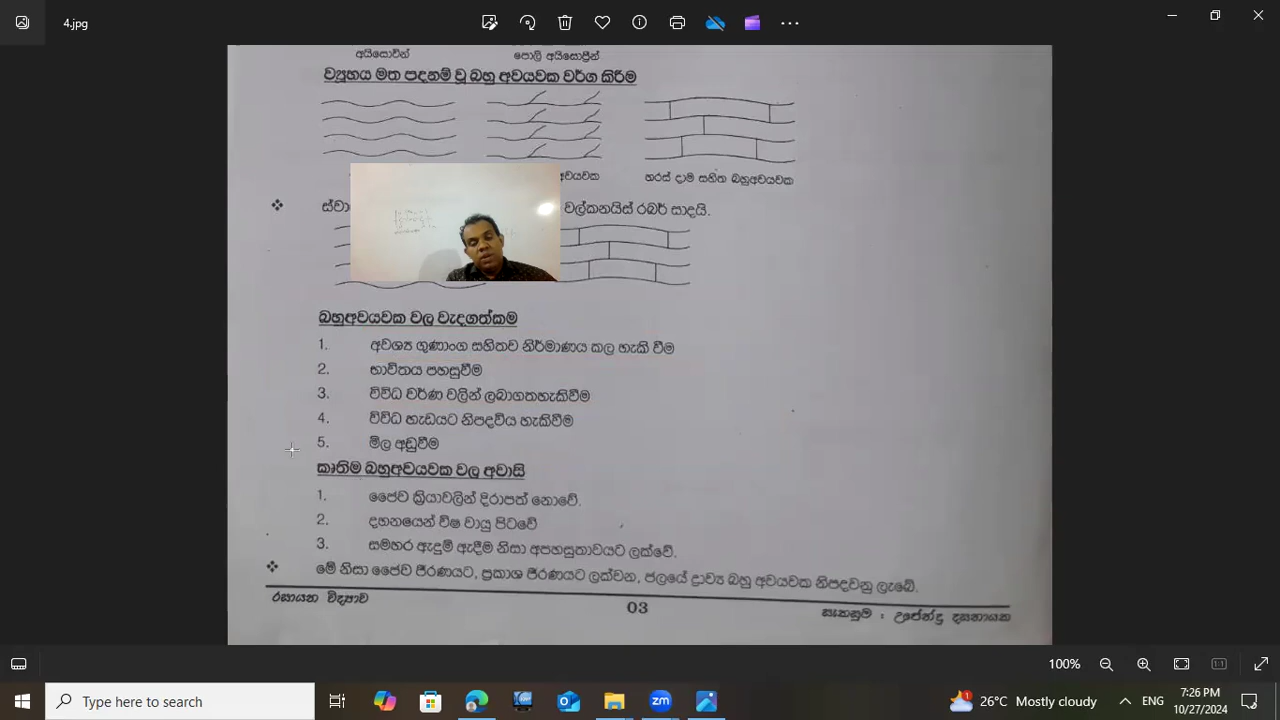 4.jpg
අයිසොවින්
පොලි අයිසොප්‍රීන්
ව්‍යූහය මත පදනම් වූ බහු අවයවක වර්ග කිරීම
අවයවක
හරස් දාම සහිත බහුඅවයවක
ස්වා
වල්කනයිස් රබර් සාදයි.
බහුඅවයවක වල වැදගත්කම
1. අවශ්‍ය ගුණාංග සහිතව නිර්මාණය කල හැකි වීම
2. භාවිතය පහසුවීම
3. විවිධ වර්ණ වලින් ලබාගතහැකිවීම
4. විවිධ හැඩයට නිපදවිය හැකිවීම
5. මිල අඩුවීම
කෘතිම බහුඅවයවක වල අවාසි
1. ජෛව ක්‍රියාවලින් දිරාපත් නොවේ.
2. දහනයෙන් විෂ වායු පිටවේ
3. සමහර ඇඳුම් ඇඳීම නිසා අපහසුතාවයට ලක්වේ.
මේ නිසා ජෛව ජීරණයට, ප්‍රකාශ ජීරණයට ලක්වන, ජලයේ ද්‍රාව්‍ය බහු අවයවක නිපදවනු ලැබේ.
රසායන විද්‍යාව
03
සැකසුම : උපේන්ද්‍ර දසනායක
100%
Type here to search
zm
1
26°C Mostly cloudy
ENG
7:26 PM
10/27/2024